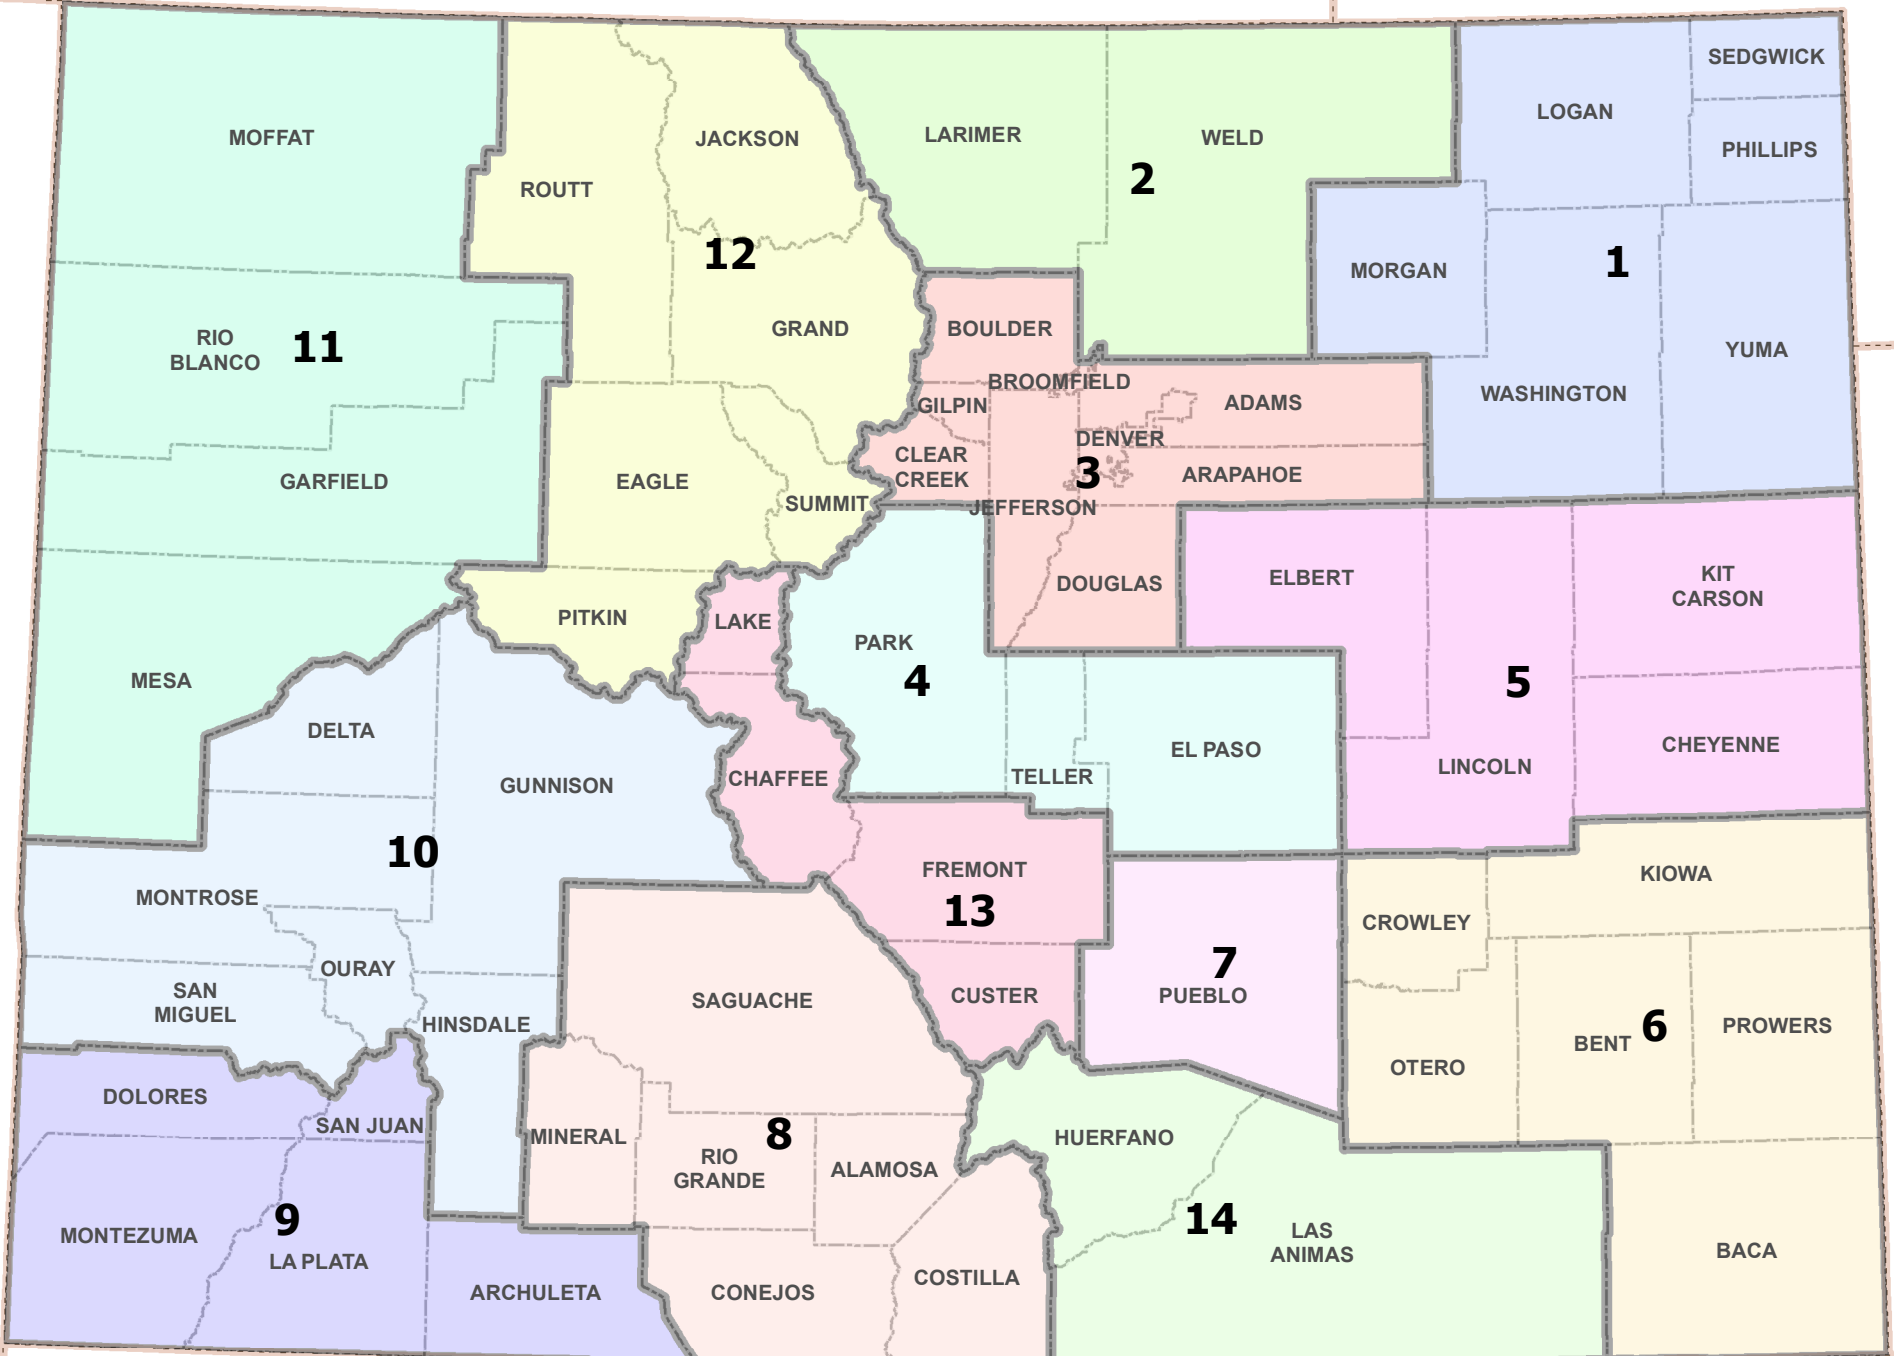 SEDGWICK
LOGAN
LARIMER
WELD
MOFFAT
JACKSON
PHILLIPS
2
ROUTT
12
1
MORGAN
GRAND
BOULDER
RIO
BLANCO
11
YUMA
BROOMFIELD
WASHINGTON
GILPIN
ADAMS
DENVER
CLEAR
CREEK
3
ARAPAHOE
GARFIELD
EAGLE
SUMMIT
JEFFERSON
ELBERT
KIT
CARSON
DOUGLAS
PITKIN
LAKE
PARK
4
5
MESA
DELTA
EL PASO
CHEYENNE
LINCOLN
TELLER
CHAFFEE
GUNNISON
10
FREMONT
KIOWA
MONTROSE
13
CROWLEY
7
OURAY
SAN
MIGUEL
SAGUACHE
CUSTER
PUEBLO
HINSDALE
6
BENT
PROWERS
OTERO
DOLORES
SAN JUAN
MINERAL
8
HUERFANO
RIO
GRANDE
ALAMOSA
9
14
MONTEZUMA
LA PLATA
LAS
ANIMAS
BACA
COSTILLA
ARCHULETA
CONEJOS